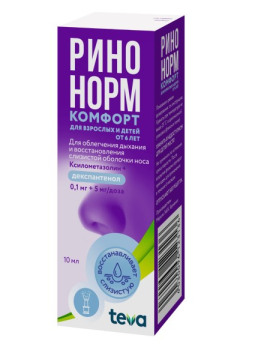 РИНО
НОРМ
КОМФОРТ
ДЛЯ ВЗРОСЛЫХ И ДЕТЕЙ
ОТ 6 ЛЕТ
Для облегчения дыхания
и восстановления
слизистой оболочки носа
Ксилометазолин +
декспантенол
0,1 мг + 5 мг/доза
10 мл
восстанавливает
слизистую
teva